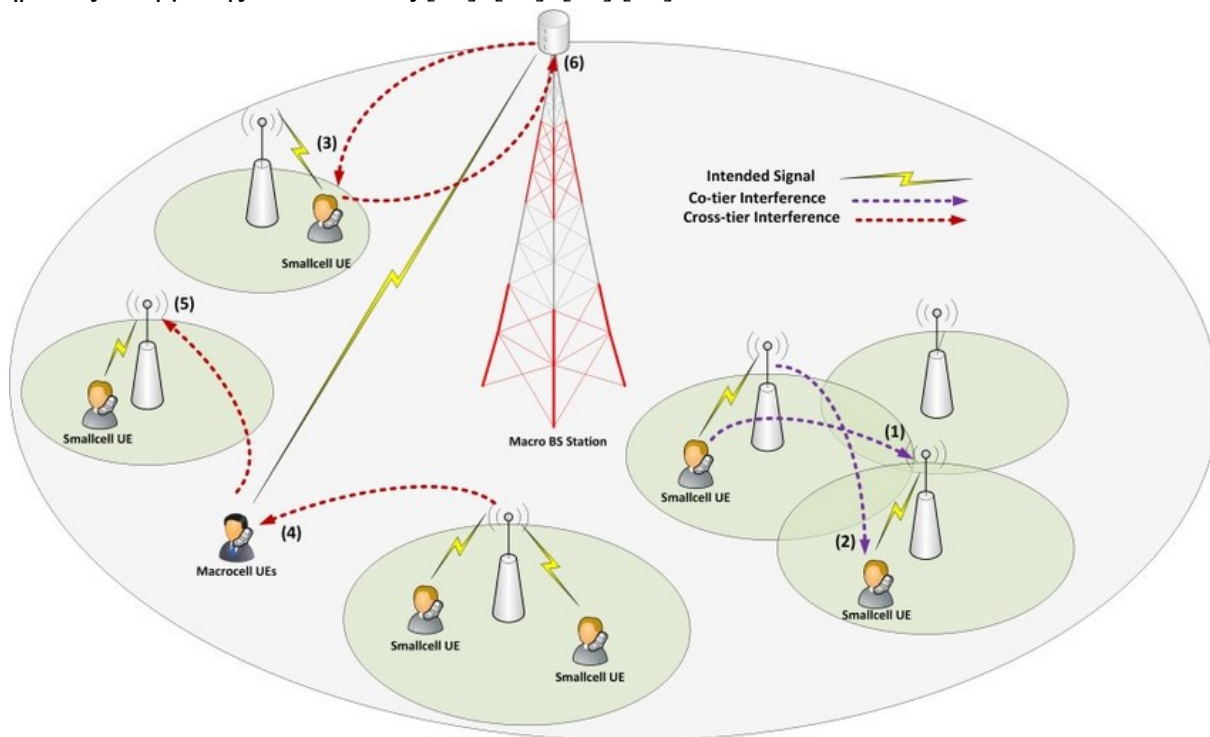 (6)
(3)
Intended Signal
Co-tier Interference
Cross-tier Interference
Smallcell UE
(5)
Smallcell UE
Macro BS Station
(1)
Smallcell UE
(2)
(4)
Macrocell UEs
Smallcell UE
Smallcell UE
Smallcell UE